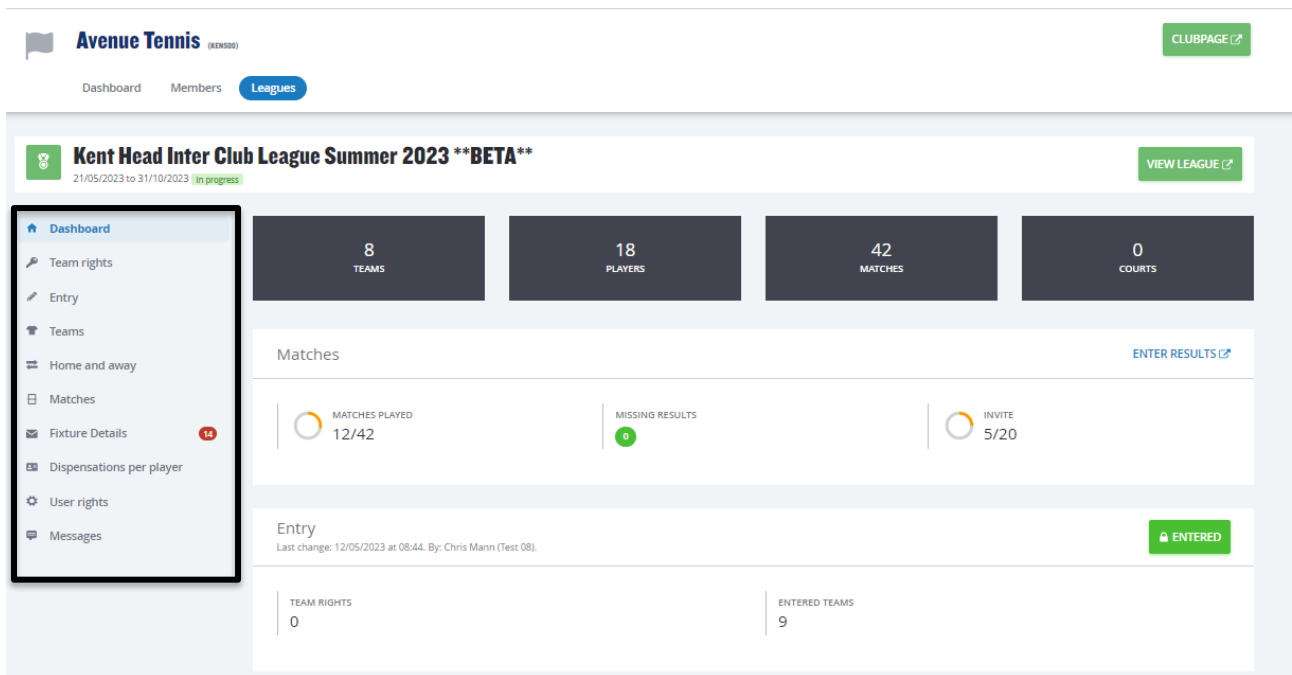 Avenue Tennis (KEN500)
CLUBPAGE
Dashboard Members Leagues
Kent Head Inter Club League Summer 2023 **BETA**
21/05/2023 to 31/10/2023 In progress
VIEW LEAGUE
Dashboard
Team rights
Entry
Teams
Home and away
Matches
Fixture Details 14
Dispensations per player
User rights
Messages
8 18 42 0
TEAMS PLAYERS MATCHES COURTS
Matches ENTER RESULTS
MATCHES PLAYED MISSING RESULTS INVITE
12/42 0 5/20
Entry
Last change: 12/05/2023 at 08:44. By: Chris Mann (Test 08).
ENTERED
TEAM RIGHTS ENTERED TEAMS
0 9